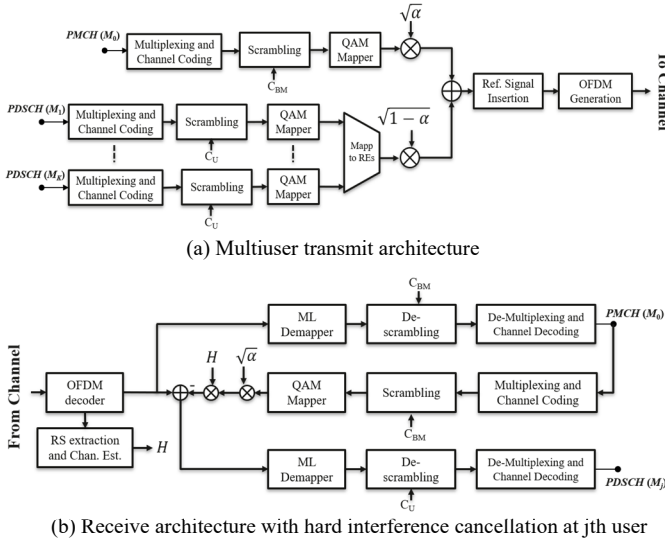 √α
PMCH (M0)
Multiplexing and
Channel Coding
Scrambling
QAM
Mapper
CBM
Ref. Signal
Insertion
OFDM
Generation
To Channel
PDSCH (M1)
Multiplexing and
Channel Coding
Scrambling
QAM
Mapper
CU
√1 − α
Mapp
to REs
PDSCH (MK)
Multiplexing and
Channel Coding
Scrambling
QAM
Mapper
CU
(a) Multiuser transmit architecture
CBM
ML
Demapper
De-
scrambling
De-Multiplexing and
Channel Decoding
PMCH (M0)
From Channel
OFDM
decoder
-
H
√α
QAM
Mapper
Scrambling
Multiplexing and
Channel Coding
CBM
RS extraction
and Chan. Est.
H
ML
Demapper
De-
scrambling
De-Multiplexing and
Channel Decoding
PDSCH (Mj)
CU
(b) Receive architecture with hard interference cancellation at jth user